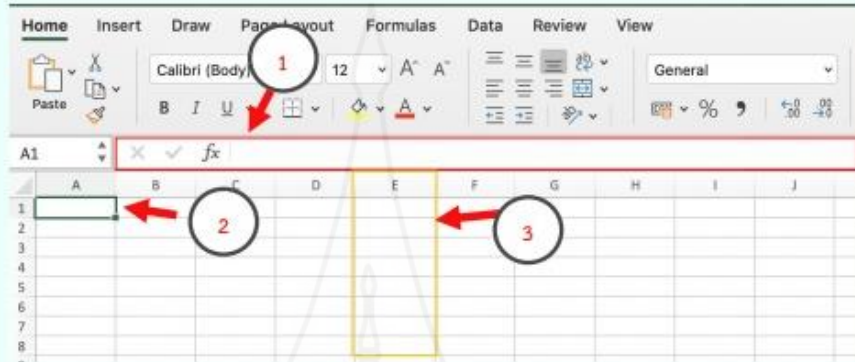 Home Insert Draw Page Layout Formulas Data Review View
1
Calibri (Body) 12 A A General
Paste B I U A % 9
A1 fx
A B C D E F G H I J
1
2 2
3 3
4
5
6
7
8